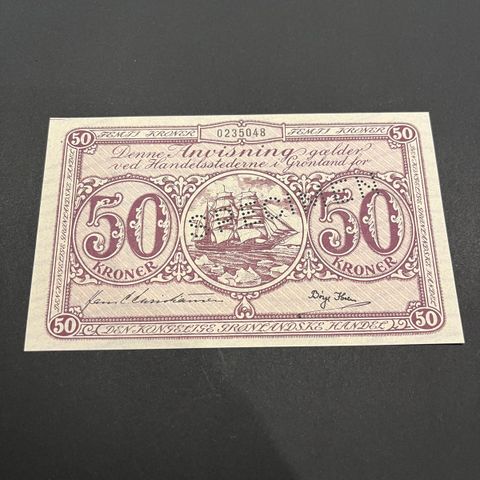 50 FEMTI KRONER 0235048 FEMTI KRONER 50
Denne Anvisning gælder
ved Handelsstederne i Grønland for
50 KRONER
50 KRONER
SPECIMEN
50 DEN KONGELIGE GRØNLANDSKE HANDEL 50